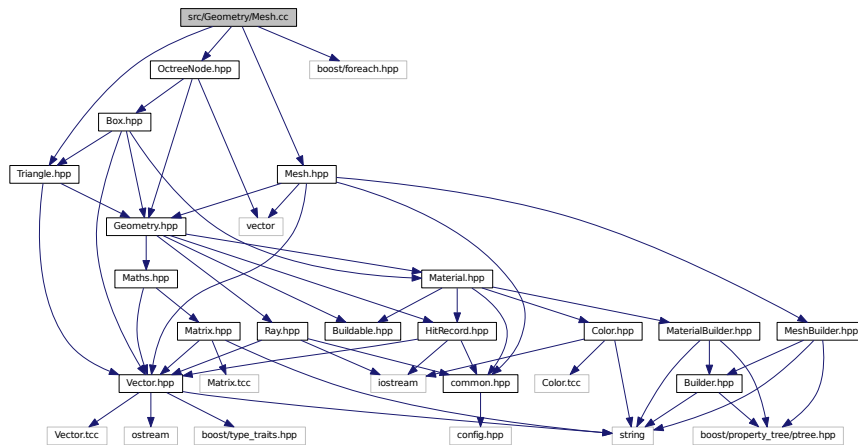 src/Geometry/Mesh.cc
OctreeNode.hpp
boost/foreach.hpp
Box.hpp
Triangle.hpp
Mesh.hpp
Geometry.hpp
vector
Maths.hpp
Material.hpp
Matrix.hpp
Ray.hpp
Buildable.hpp
HitRecord.hpp
Color.hpp
MaterialBuilder.hpp
MeshBuilder.hpp
Vector.hpp
Matrix.tcc
iostream
common.hpp
Color.tcc
Builder.hpp
Vector.tcc
ostream
boost/type_traits.hpp
config.hpp
string
boost/property_tree/ptree.hpp